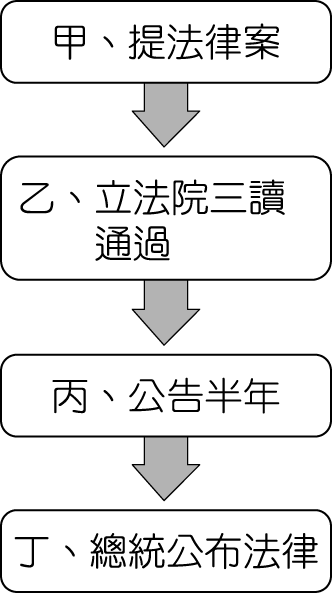 甲、提法律案
乙、立法院三讀
通過
丙、公告半年
丁、總統公布法律